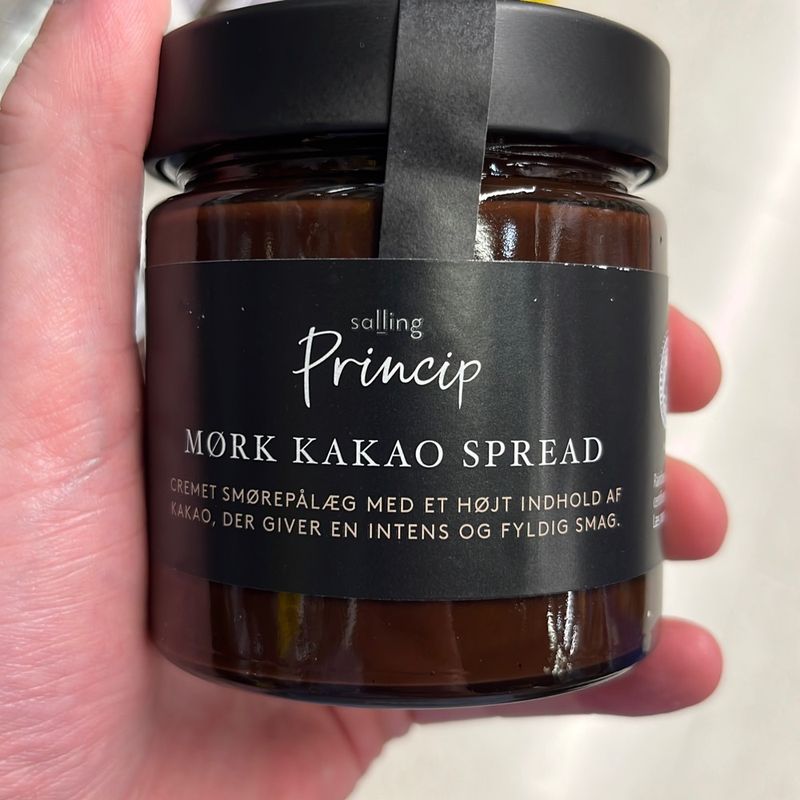 salling
Princip
MØRK KAKAO SPREAD
CREMET SMØREPÅLÆG MED ET HØJT INDHOLD AF
KAKAO, DER GIVER EN INTENS OG FYLDIG SMAG.